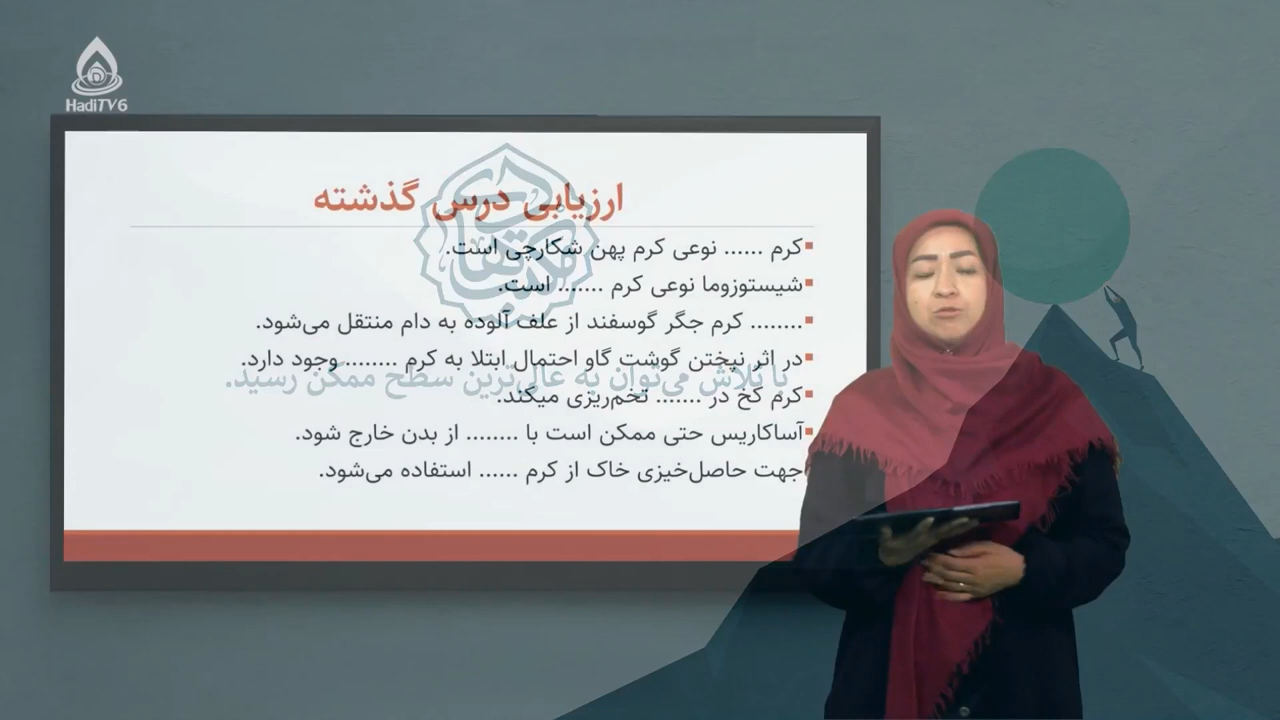 HadiTV6
ارزیابی درس گذشته
کرم ...... نوعی کرم پهن شکارچی است.
شیستوزوما نوعی کرم ....... است.
........ کرم جگر گوسفند از علف آلوده به دام منتقل می‌شود.
در اثر نپختن گوشت گاو احتمال ابتلا به کرم ........ وجود دارد.
با تلاش می‌توان به عالی‌ترین سطح ممکن رسید.
کرم کخ در ....... تخم‌ریزی میکند.
آساکاریس حتی ممکن است با ........ از بدن خارج شود.
جهت حاصل‌خیزی خاک از کرم ...... استفاده می‌شود.